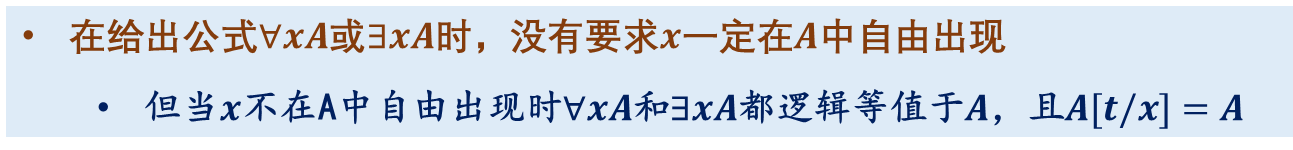 • 在给出公式∀xA或∃xA时，没有要求x一定在A中自由出现
• 但当x不在A中自由出现时∀xA和∃xA都逻辑等值于A，且A[t/x] = A